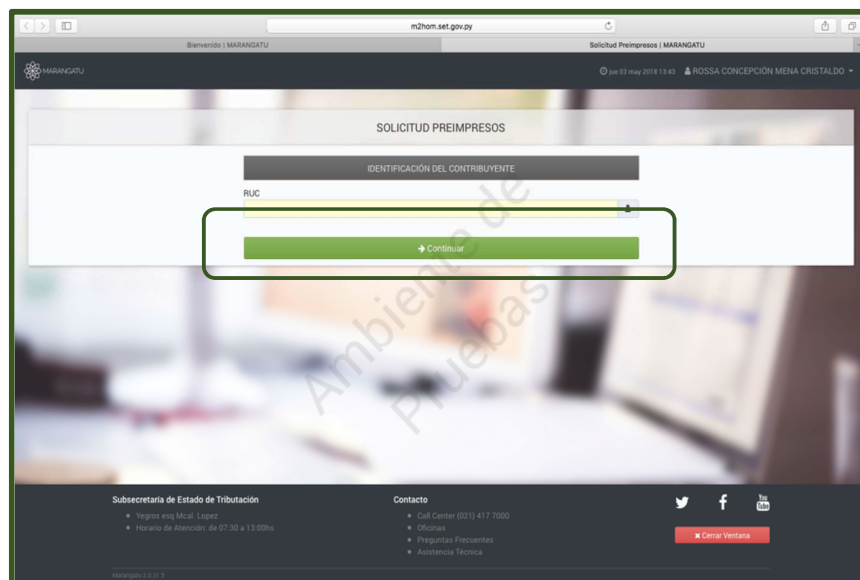 m2hom.set.gov.py
Bienvenido | MARANGATU
Solicitud Preimpresos | MARANGATU
MARANGATU
jue 03 may 2018 13:43
ROSSA CONCEPCIÓN MENA CRISTALDO
SOLICITUD PREIMPRESOS
IDENTIFICACIÓN DEL CONTRIBUYENTE
RUC
Continuar
Ambiente de
Pruebas
Subsecretaría de Estado de Tributación
Yegros esq Mcal. Lopez
Horario de Atención: de 07:30 a 13:00hs
Contacto
Call Center (021) 417 7000
Oficinas
Preguntas Frecuentes
Asistencia Técnica
You
Tube
Cerrar Ventana